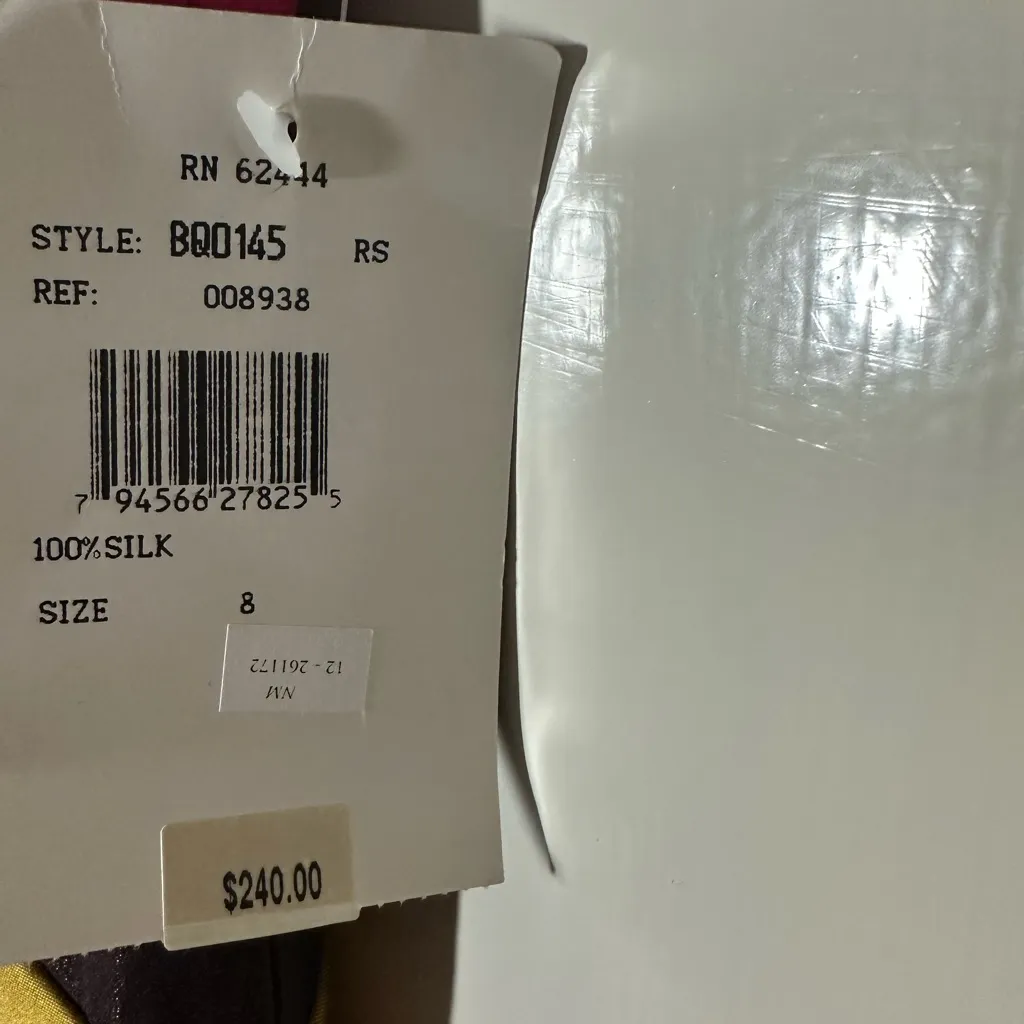 RN 62444
STYLE: BQ0145 RS
REF: 008938
7 94566 27825 5
100%SILK
SIZE 8
NM
12 - 261172
$240.00